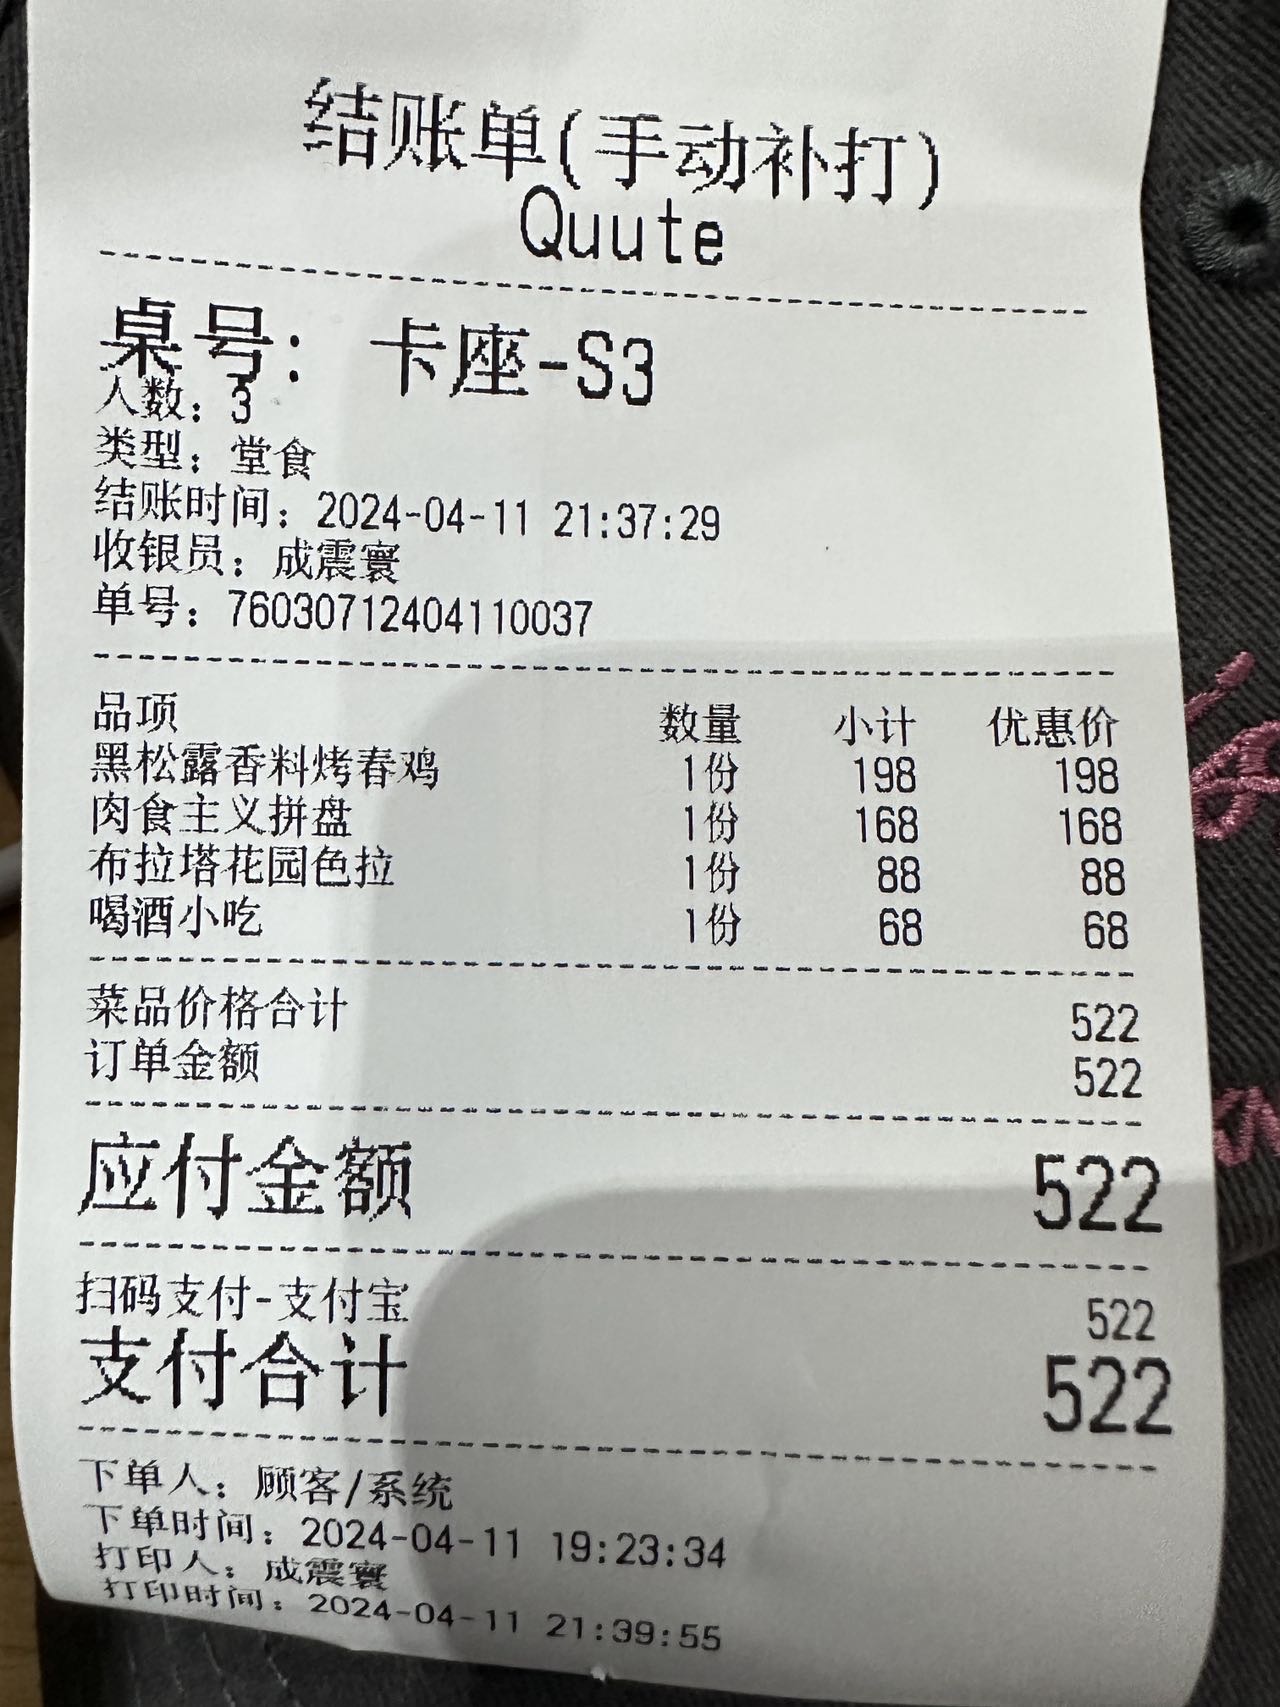 结账单(手动补打)
Quute
桌号: 卡座-S3
人数: 3
类型: 堂食
结账时间: 2024-04-11 21:37:29
收银员: 成震寰
单号: 76030712404110037
品项 数量 小计 优惠价
黑松露香料烤春鸡 1份 198 198
肉食主义拼盘 1份 168 168
布拉塔花园色拉 1份 88 88
喝酒小吃 1份 68 68
菜品价格合计 522
订单金额 522
应付金额 522
扫码支付-支付宝 522
支付合计 522
下单人: 顾客/系统
下单时间: 2024-04-11 19:23:34
打印人: 成震寰
打印时间: 2024-04-11 21:39:55